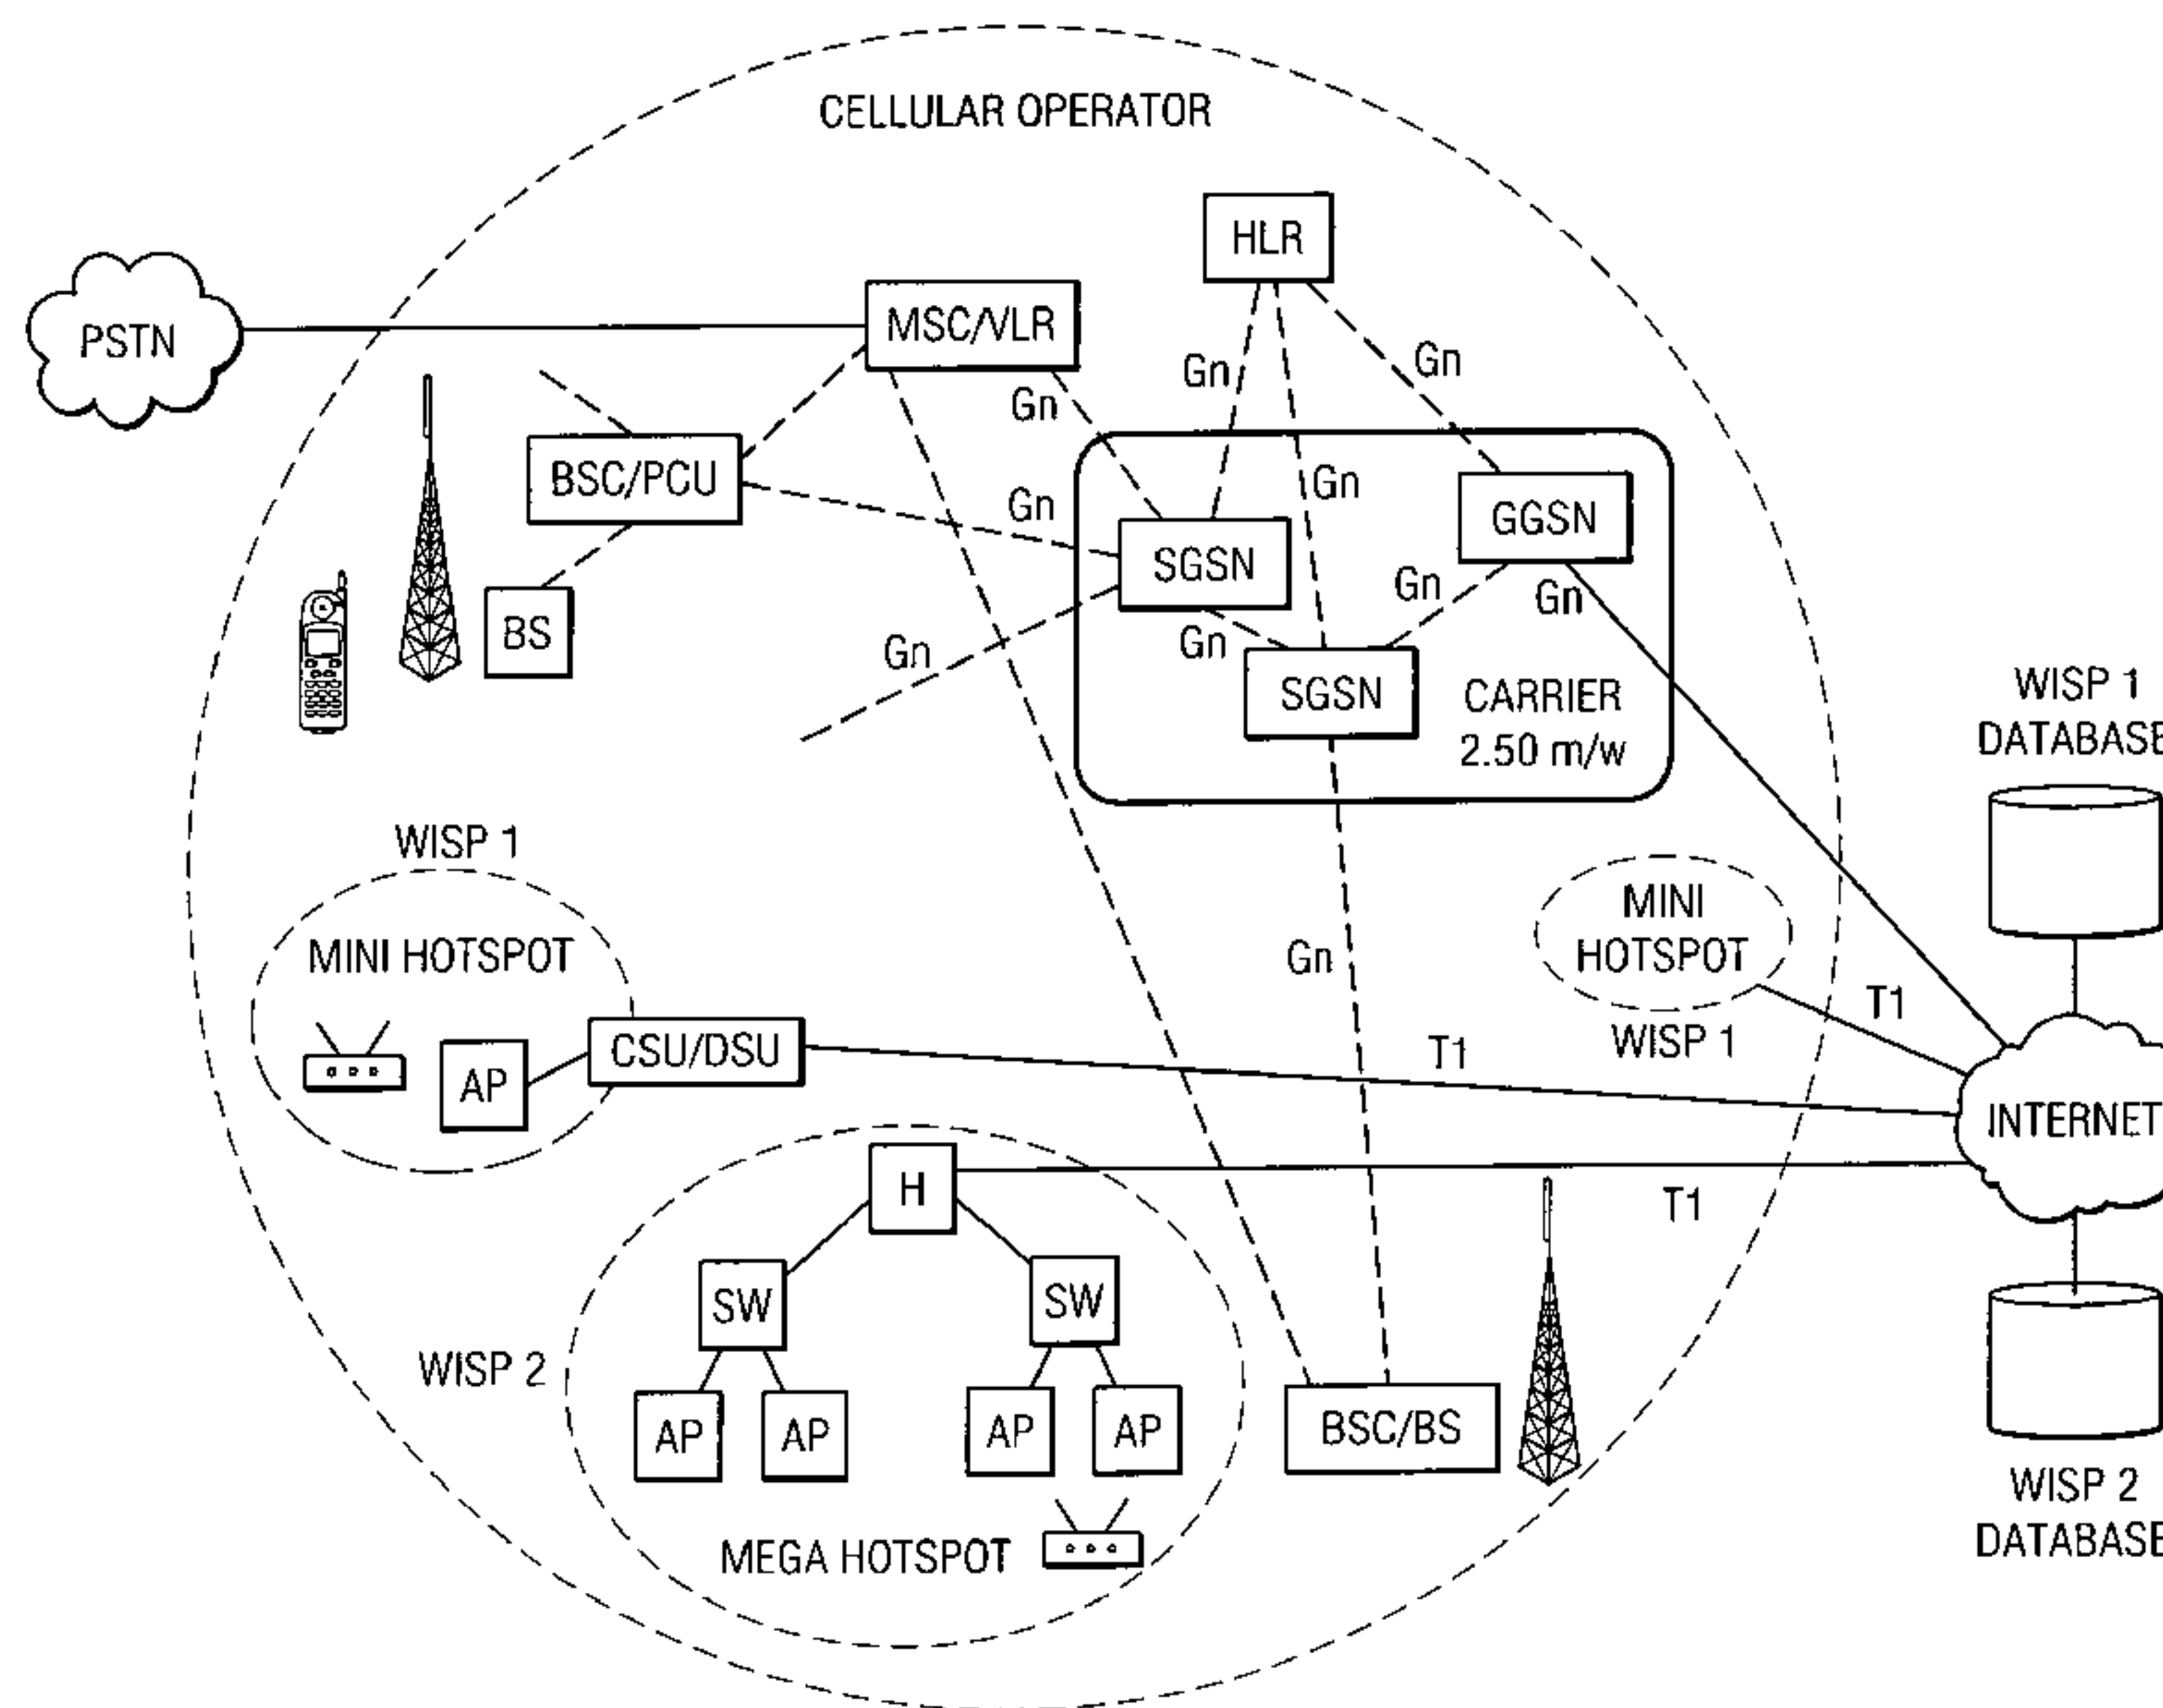 CELLULAR OPERATOR
HLR
PSTN
MSC/VLR
Gn
Gn
Gn
BSC/PCU
Gn
Gn
SGSN
GGSN
Gn
Gn
BS
Gn
Gn
SGSN
CARRIER
2.50 m/w
WISP 1
DATABASE
WISP 1
MINI HOTSPOT
MINI
HOTSPOT
Gn
T1
WISP 1
AP
CSU/DSU
T1
INTERNET
H
T1
SW
SW
WISP 2
AP
AP
AP
AP
BSC/BS
MEGA HOTSPOT
WISP 2
DATABASE